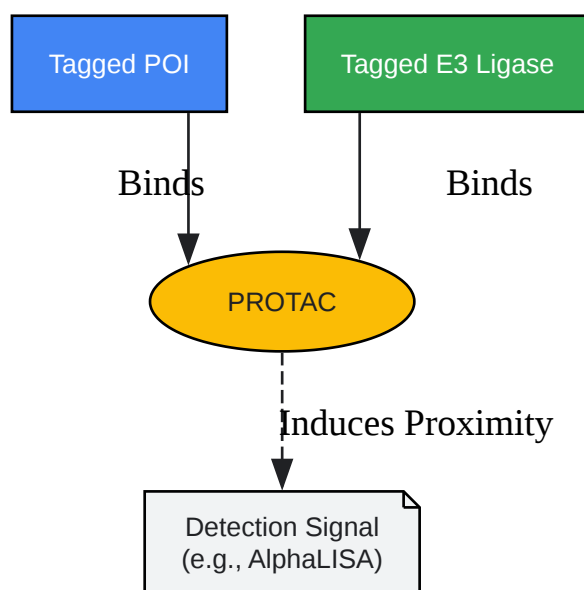 Tagged POI
Tagged E3 Ligase
Binds
Binds
PROTAC
Induces Proximity
Detection Signal
(e.g., AlphaLISA)